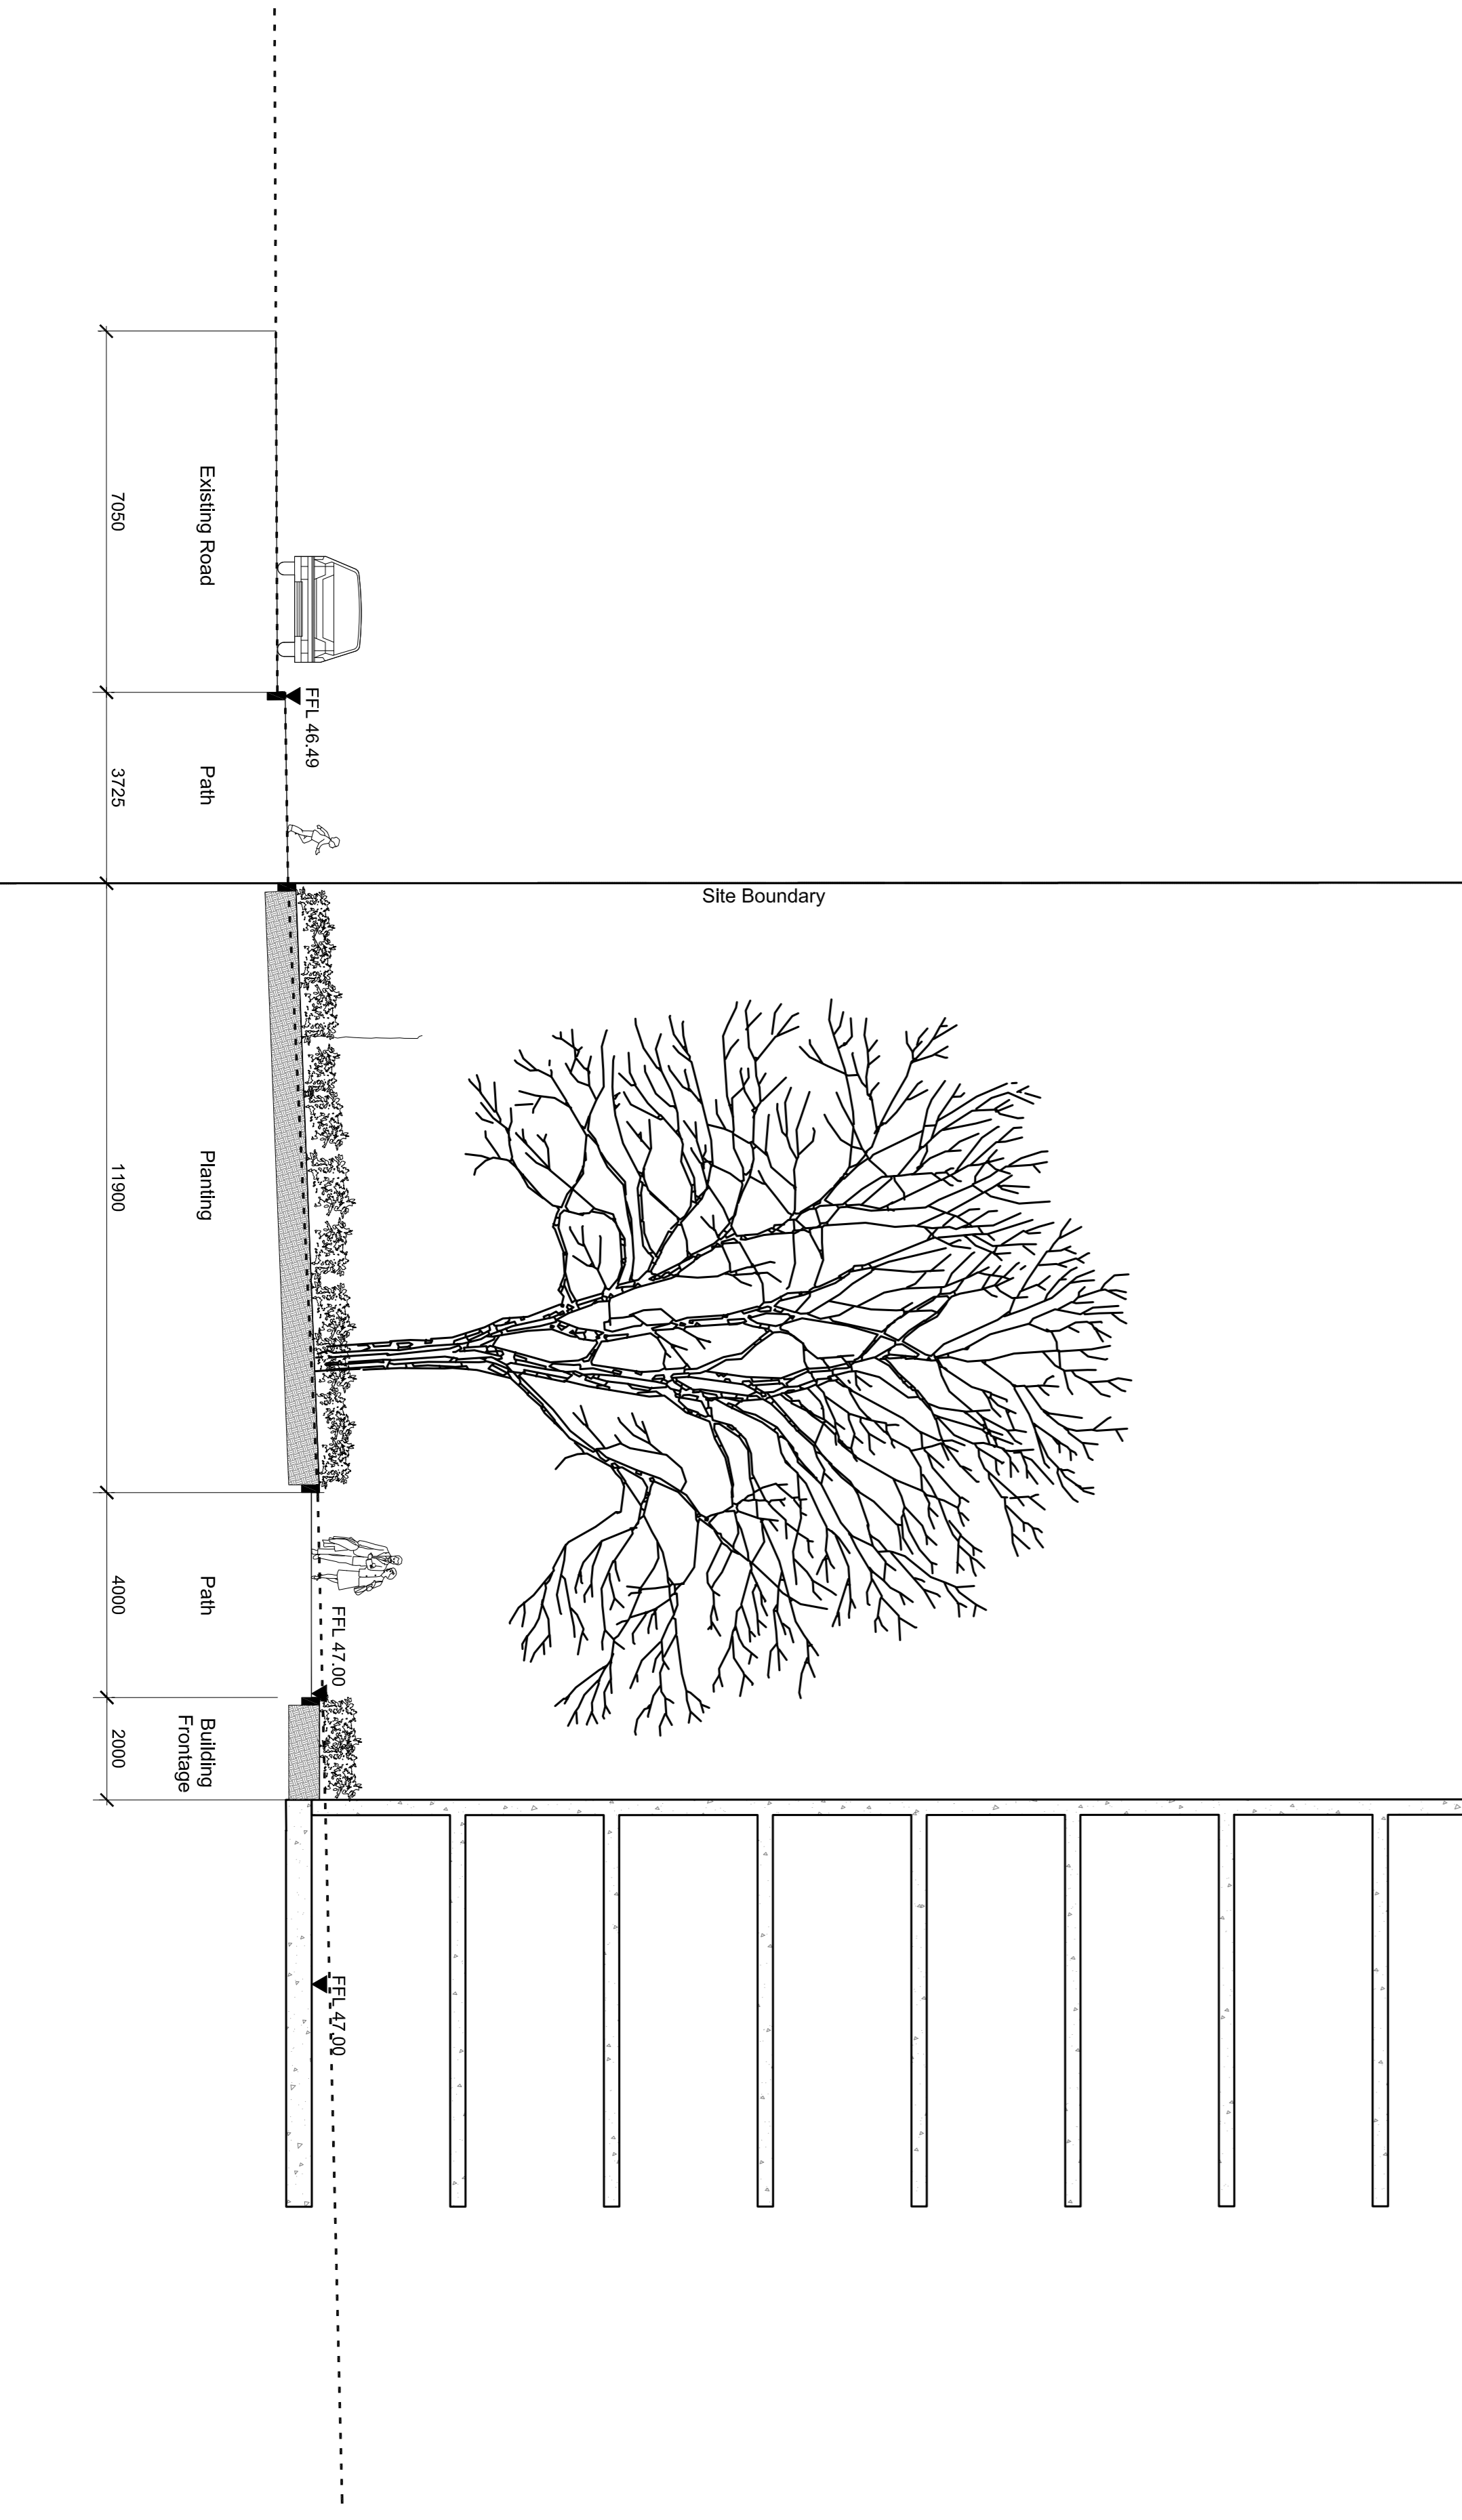 Site Boundary
FFL 46.49
FFL 47.00
FFL 47.00
Existing Road
Path
Planting
Path
Building
Frontage
7050
3725
11900
4000
2000